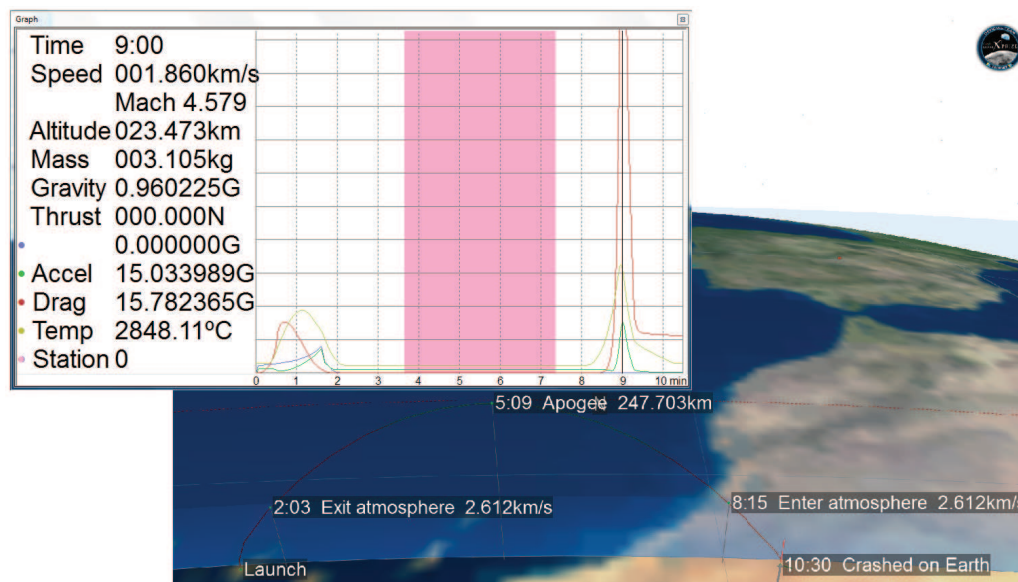 Graph
Time 9:00
Speed 001.860km/s
Mach 4.579
Altitude 023.473km
Mass 003.105kg
Gravity 0.960225G
Thrust 000.000N
0.000000G
Accel 15.033989G
Drag 15.782365G
Temp 2848.11ºC
Station 0
0 1 2 3 4 5 6 7 8 9 10 min
5:09 Apogee 247.703km
2:03 Exit atmosphere 2.612km/s
8:15 Enter atmosphere 2.612km/s
Launch
10:30 Crashed on Earth